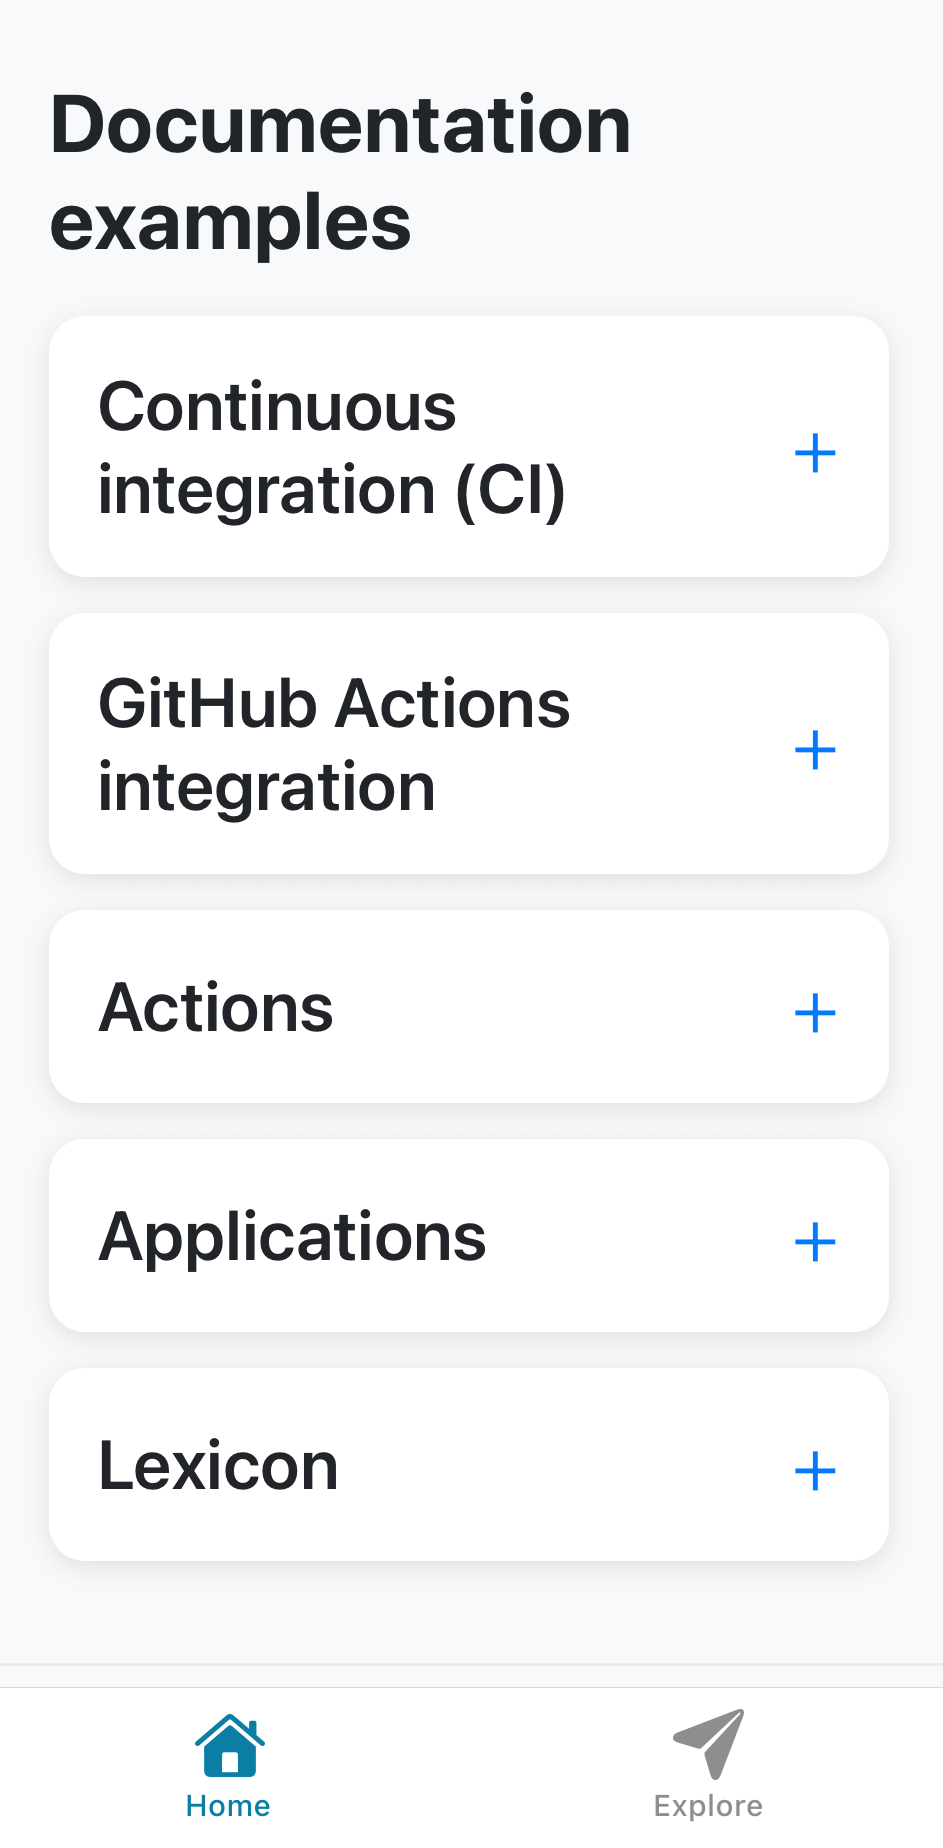 Documentation
examples
Continuous
integration (CI)
GitHub Actions
integration
Actions
Applications
Lexicon
Home
Explore